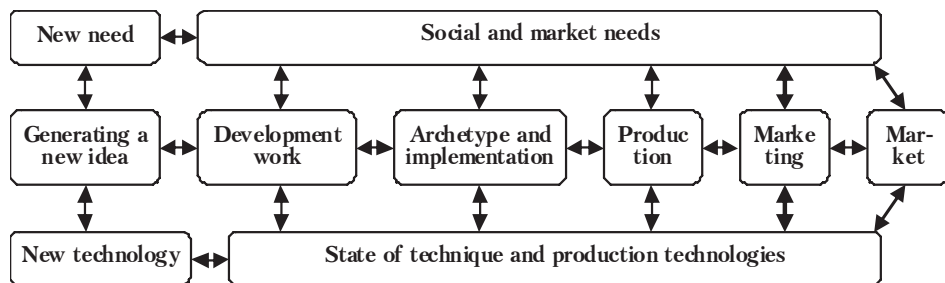 New need
Social and market needs
Generating a
new idea
Development
work
Archetype and
implementation
Produc
tion
Marke
ting
Mar-
ket
New technology
State of technique and production technologies